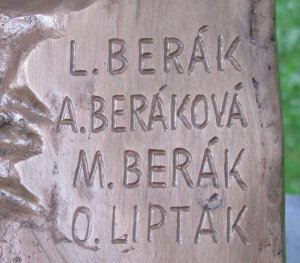 L. BERÁK
A. BERÁKOVÁ
M. BERÁK
O. LIPTÁK